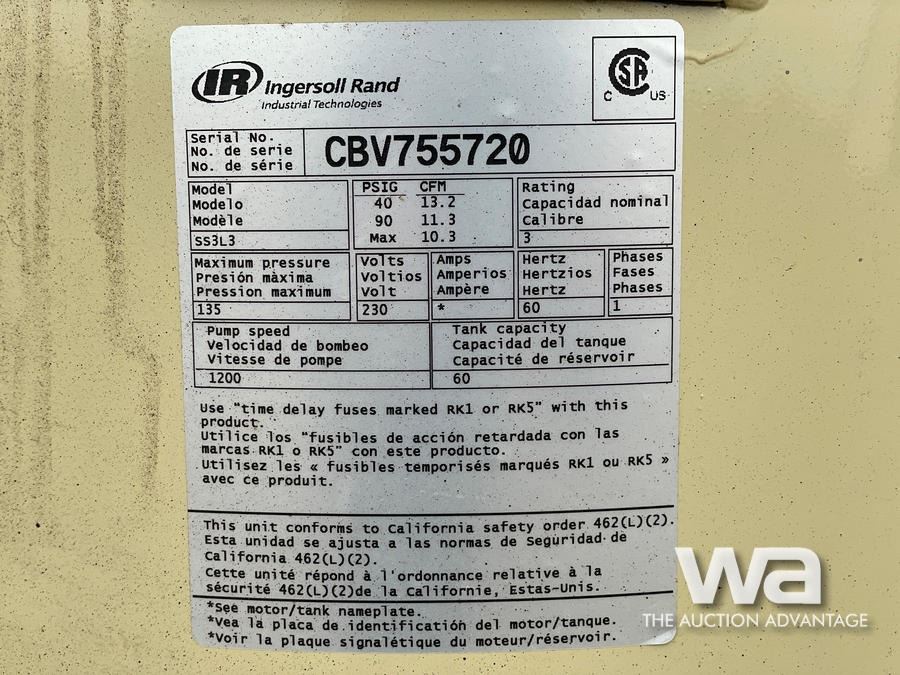 IR Ingersoll Rand
Industrial Technologies
CSA
C US
Serial No.
No. de serie
No. de série
CBV755720
Model
Modelo
Modèle
SS3L3
PSIG CFM
40 13.2
90 11.3
Max 10.3
Rating
Capacidad nominal
Calibre
3
Maximum pressure
Presión màxima
Pression maximum
135
Volts
Voltios
Volt
230
Amps
Amperios
Ampère
*
Hertz
Hertzios
Hertz
60
Phases
Fases
Phases
1
Pump speed
Velocidad de bombeo
Vitesse de pompe
1200
Tank capacity
Capacidad del tanque
Capacité de réservoir
60
Use "time delay fuses marked RK1 or RK5" with this
product.
Utilice los "fusibles de acción retardada con las
marcas RK1 o RK5" con este producto.
Utilisez les « fusibles temporisés marqués RK1 ou RK5 »
avec ce produit.
This unit conforms to California safety order 462(L)(2).
Esta unidad se ajusta a las normas de Seguridad de
California 462(L)(2).
Cette unité répond à l'ordonnance relative à la
sécurité 462(L)(2)de la Californie, Estas-Unis.
*See motor/tank nameplate.
*Vea la placa de identificatión del motor/tanque.
*Voir la plaque signalétique du moteur/réservoir.
wa
THE AUCTION ADVANTAGE